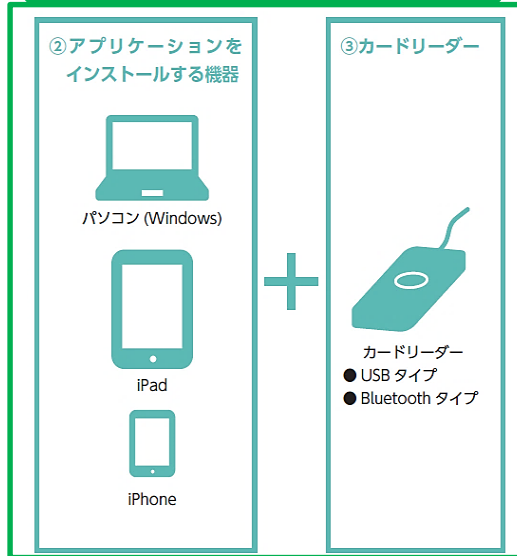 ②アプリケーションを
インストールする機器
パソコン (Windows)
iPad
iPhone
③カードリーダー
カードリーダー
● USB タイプ
● Bluetooth タイプ